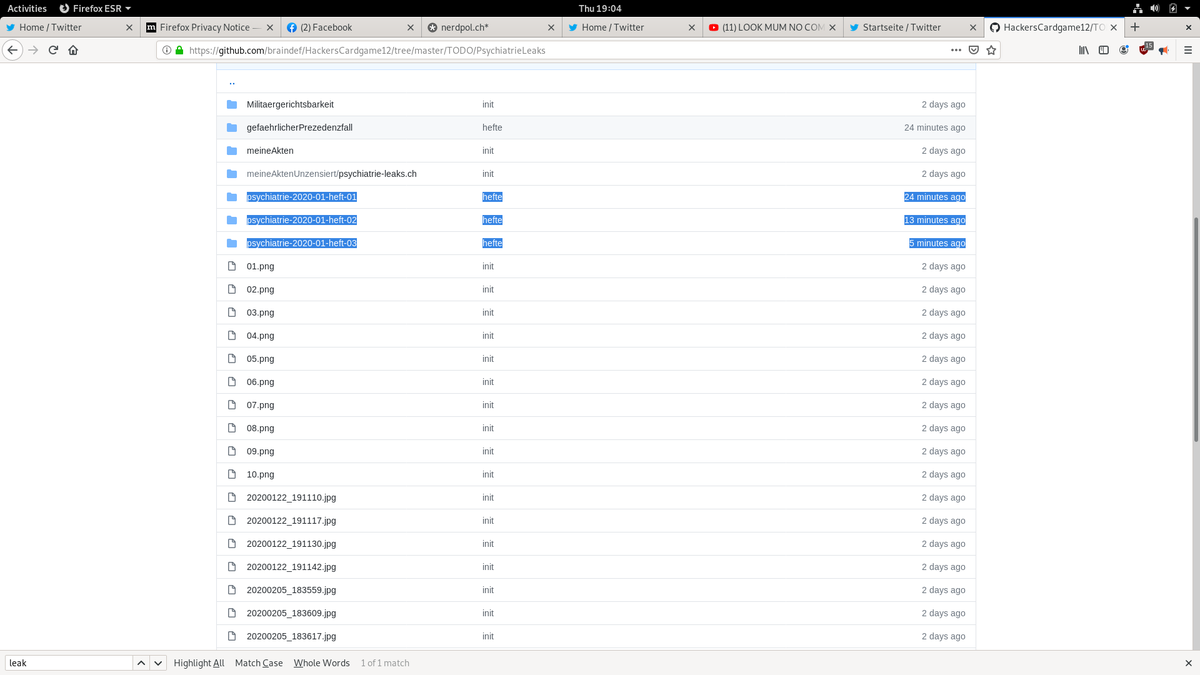 Activities Firefox ESR Thu 19:04
Home / Twitter Firefox Privacy Notice — (2) Facebook nerdpol.ch* Home / Twitter (11) LOOK MUM NO COM Startseite / Twitter HackersCardgame12/TO
https://github.com/braindef/HackersCardgame12/tree/master/TODO/PsychiatrieLeaks
..
Militaergerichtsbarkeit init 2 days ago
gefaehrlicherPrezedenzfall hefte 24 minutes ago
meineAkten init 2 days ago
meineAktenUnzensiert/psychiatrie-leaks.ch init 2 days ago
psychiatrie-2020-01-heft-01 hefte 24 minutes ago
psychiatrie-2020-01-heft-02 hefte 13 minutes ago
psychiatrie-2020-01-heft-03 hefte 5 minutes ago
01.png init 2 days ago
02.png init 2 days ago
03.png init 2 days ago
04.png init 2 days ago
05.png init 2 days ago
06.png init 2 days ago
07.png init 2 days ago
08.png init 2 days ago
09.png init 2 days ago
10.png init 2 days ago
20200122_191110.jpg init 2 days ago
20200122_191117.jpg init 2 days ago
20200122_191130.jpg init 2 days ago
20200122_191142.jpg init 2 days ago
20200205_183559.jpg init 2 days ago
20200205_183609.jpg init 2 days ago
20200205_183617.jpg init 2 days ago
leak Highlight All Match Case Whole Words 1 of 1 match